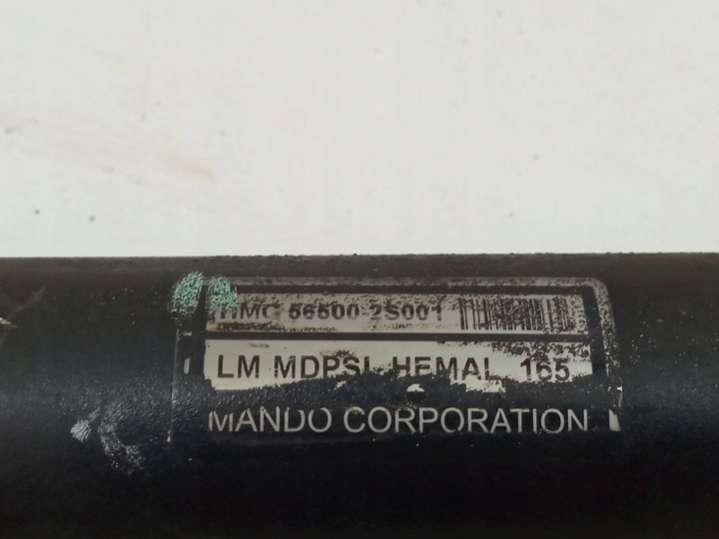 HMC 56500-2S001
LM MDPSL HEMAL 165
MANDO CORPORATION